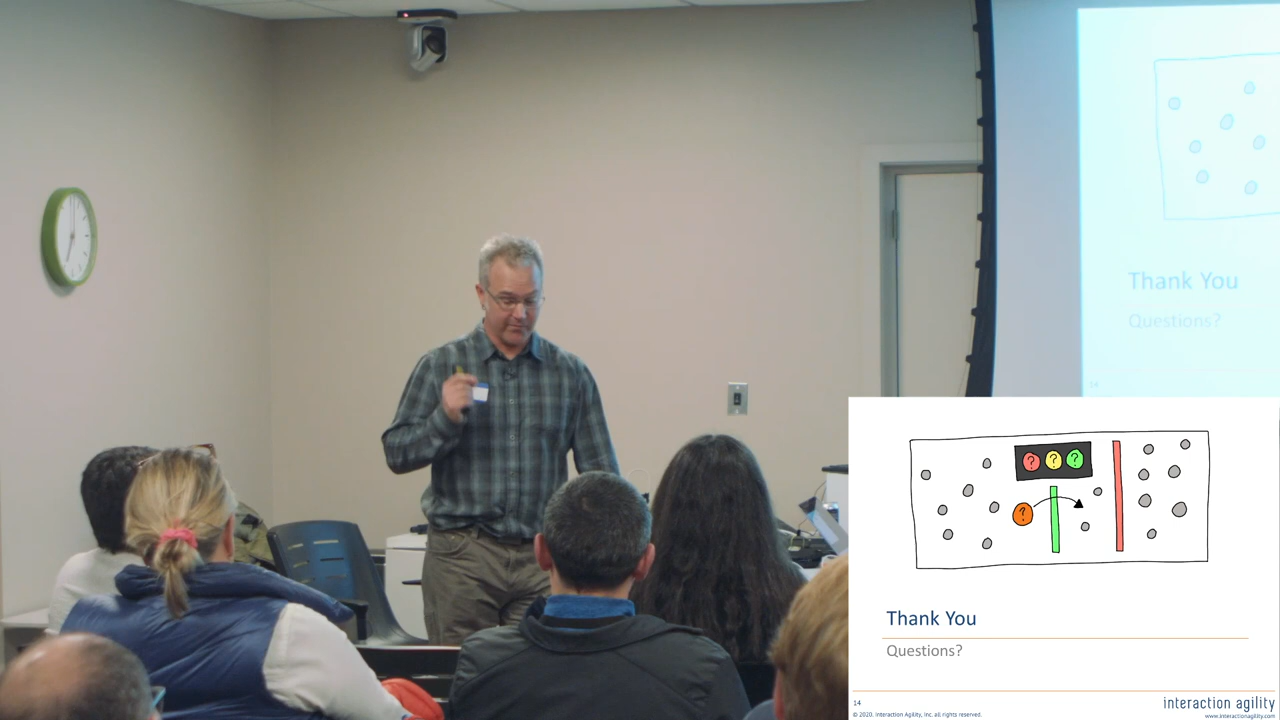 Thank You
Questions?
14
? ? ?
?
Thank You
Questions?
14
© 2020, Interaction Agility, Inc. all rights reserved.
interaction agility
www.interactionagility.com